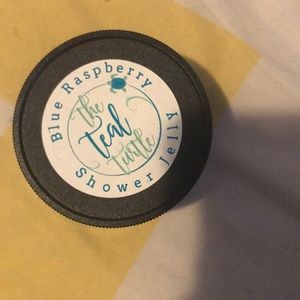 Blue Raspberry
The
Teal
Turtle
Shower Jelly